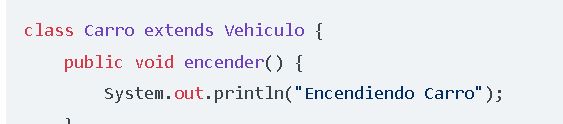 class Carro extends Vehiculo {
public void encender() {
System.out.println("Encendiendo Carro");
}